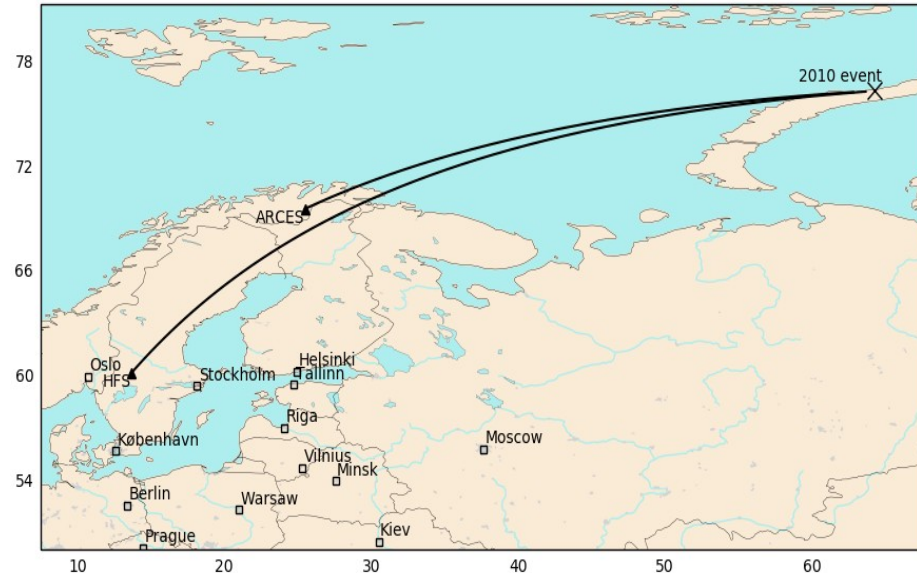 78
2010 event
72
ARCES
66
60
Oslo
HFS
Stockholm
Helsinki
Tallinn
Riga
København
Moscow
Vilnius
Minsk
54
Berlin
Warsaw
Prague
Kiev
10 20 30 40 50 60